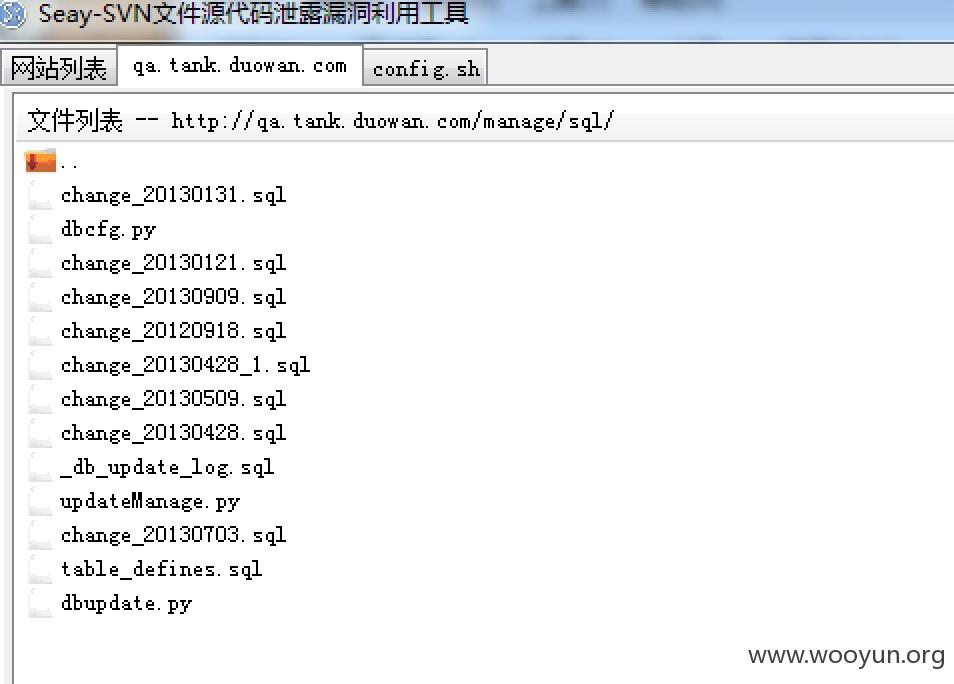 Seay-SVN文件源代码泄露漏洞利用工具
网站列表 qa.tank.duowan.com config.sh
文件列表 -- http://qa.tank.duowan.com/manage/sql/
..
change_20130131.sql
dbcfg.py
change_20130121.sql
change_20130909.sql
change_20120918.sql
change_20130428_1.sql
change_20130509.sql
change_20130428.sql
_db_update_log.sql
updateManage.py
change_20130703.sql
table_defines.sql
dbupdate.py
www.wooyun.org